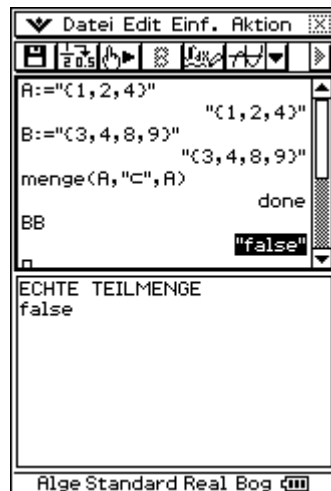 Datei Edit Einf. Aktion
A:="{1,2,4}"
"{1,2,4}"
B:="{3,4,8,9}"
"{3,4,8,9}"
menge(A,"⊂",A)
done
BB
"false"
ECHTE TEILMENGE
false
Alge Standard Real Bog